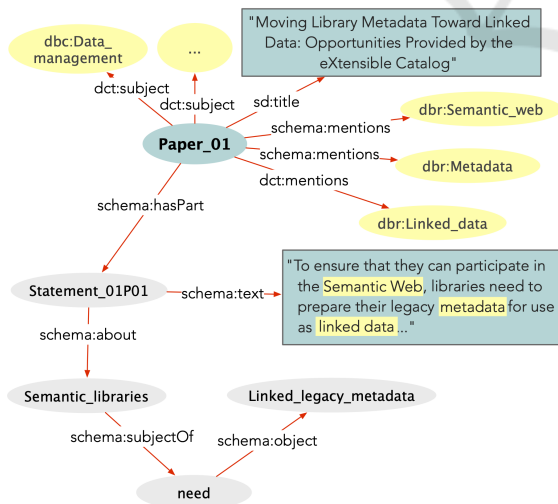 "Moving Library Metadata Toward Linked
Data: Opportunities Provided by the
eXtensible Catalog"
dbc:Data_
management
...
dct:subject
dct:subject
sd:title
dbr:Semantic_web
schema:mentions
Paper_01
schema:mentions
dbr:Metadata
dct:mentions
schema:hasPart
dbr:Linked_data
"To ensure that they can participate in
the Semantic Web, libraries need to
prepare their legacy metadata for use
as linked data..."
Statement_01P01
schema:text
schema:about
Semantic_libraries
Linked_legacy_metadata
schema:subjectOf
schema:object
need